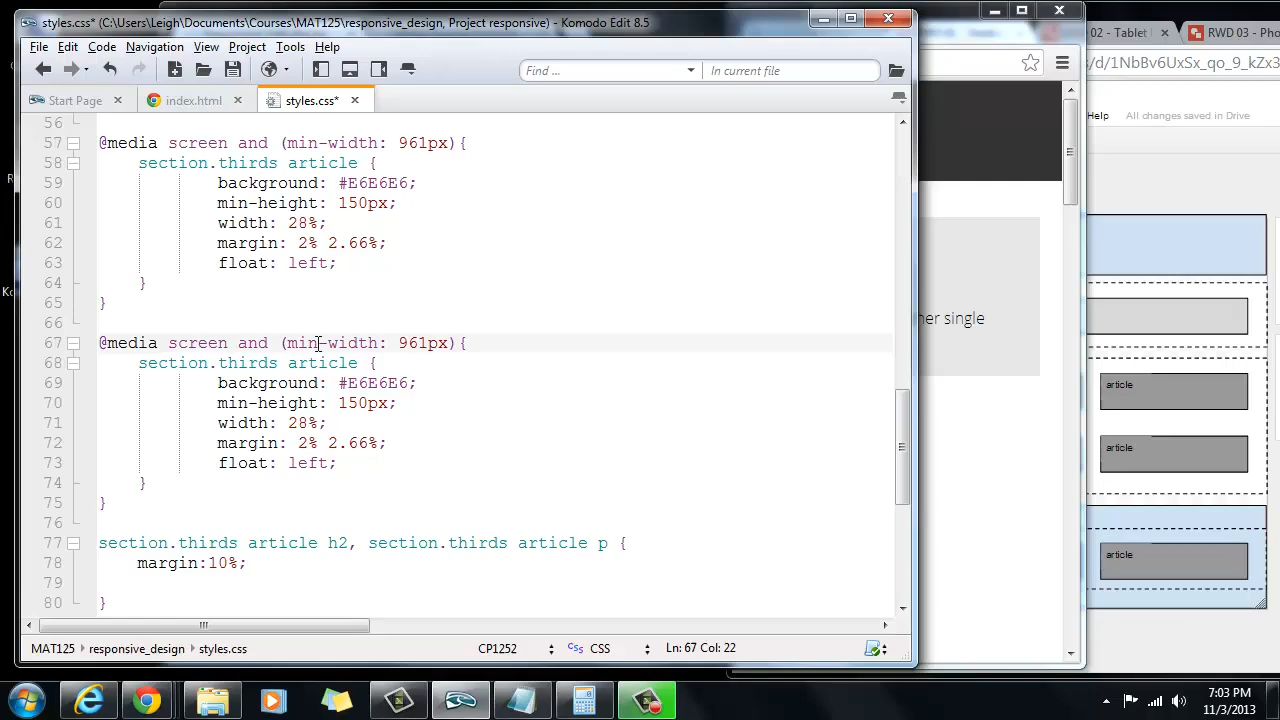 styles.css* (C:\Users\Leigh\Documents\Courses\MAT125\responsive_design, Project responsive) - Komodo Edit 8.5
02 - Tablet
RWD 03 - Pho
File Edit Code Navigation View Project Tools Help
s/d/1NbBv6UxSx_qo_9_kZx3
Find ...
In current file
Start Page
index.html
styles.css*
Help
All changes saved in Drive
56
57 @media screen and (min-width: 961px){
58 section.thirds article {
59 background: #E6E6E6;
60 min-height: 150px;
61 width: 28%;
62 margin: 2% 2.66%;
63 float: left;
64 }
65 }
66
67 @media screen and (min-width: 961px){
68 section.thirds article {
69 background: #E6E6E6;
70 min-height: 150px;
71 width: 28%;
72 margin: 2% 2.66%;
73 float: left;
74 }
75 }
76
77 section.thirds article h2, section.thirds article p {
78 margin:10%;
79
80 }
her single
article
article
article
MAT125 responsive_design styles.css
CP1252
CSS
Ln: 67 Col: 22
7:03 PM
11/3/2013